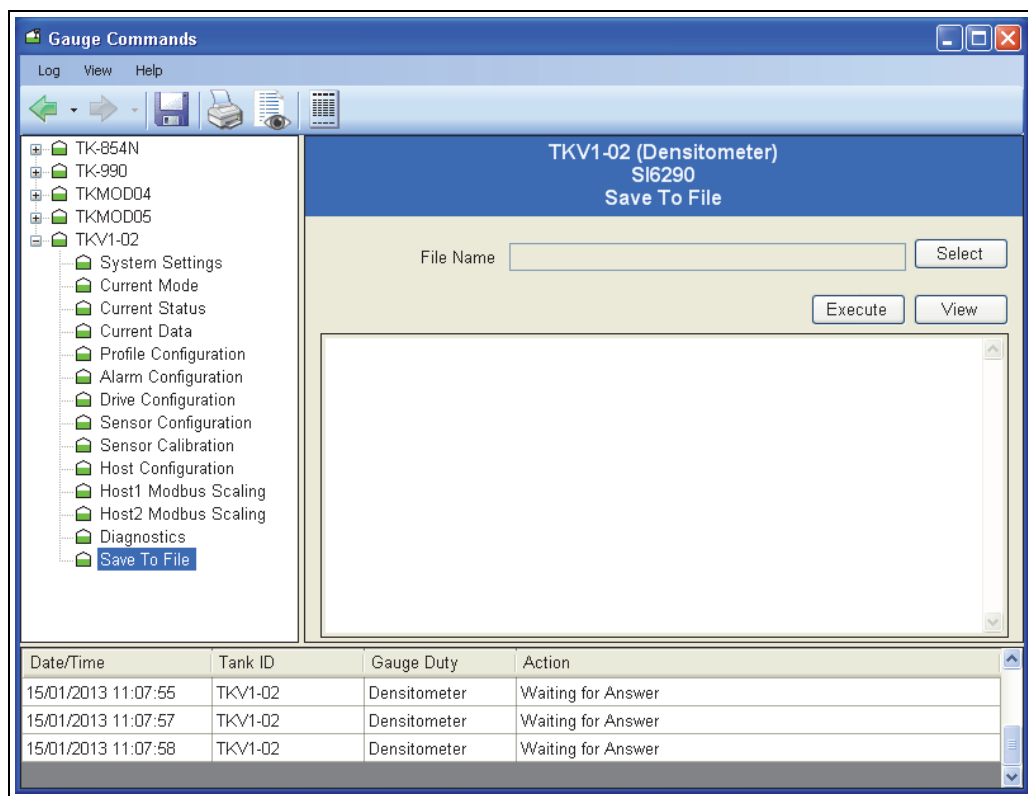 Gauge Commands
Log View Help
TK-854N
TK-990
TKMOD04
TKMOD05
TKV1-02
System Settings
Current Mode
Current Status
Current Data
Profile Configuration
Alarm Configuration
Drive Configuration
Sensor Configuration
Sensor Calibration
Host Configuration
Host1 Modbus Scaling
Host2 Modbus Scaling
Diagnostics
Save To File
TKV1-02 (Densitometer)
SI6290
Save To File
File Name Select
Execute View
Date/Time Tank ID Gauge Duty Action
15/01/2013 11:07:55 TKV1-02 Densitometer Waiting for Answer
15/01/2013 11:07:57 TKV1-02 Densitometer Waiting for Answer
15/01/2013 11:07:58 TKV1-02 Densitometer Waiting for Answer